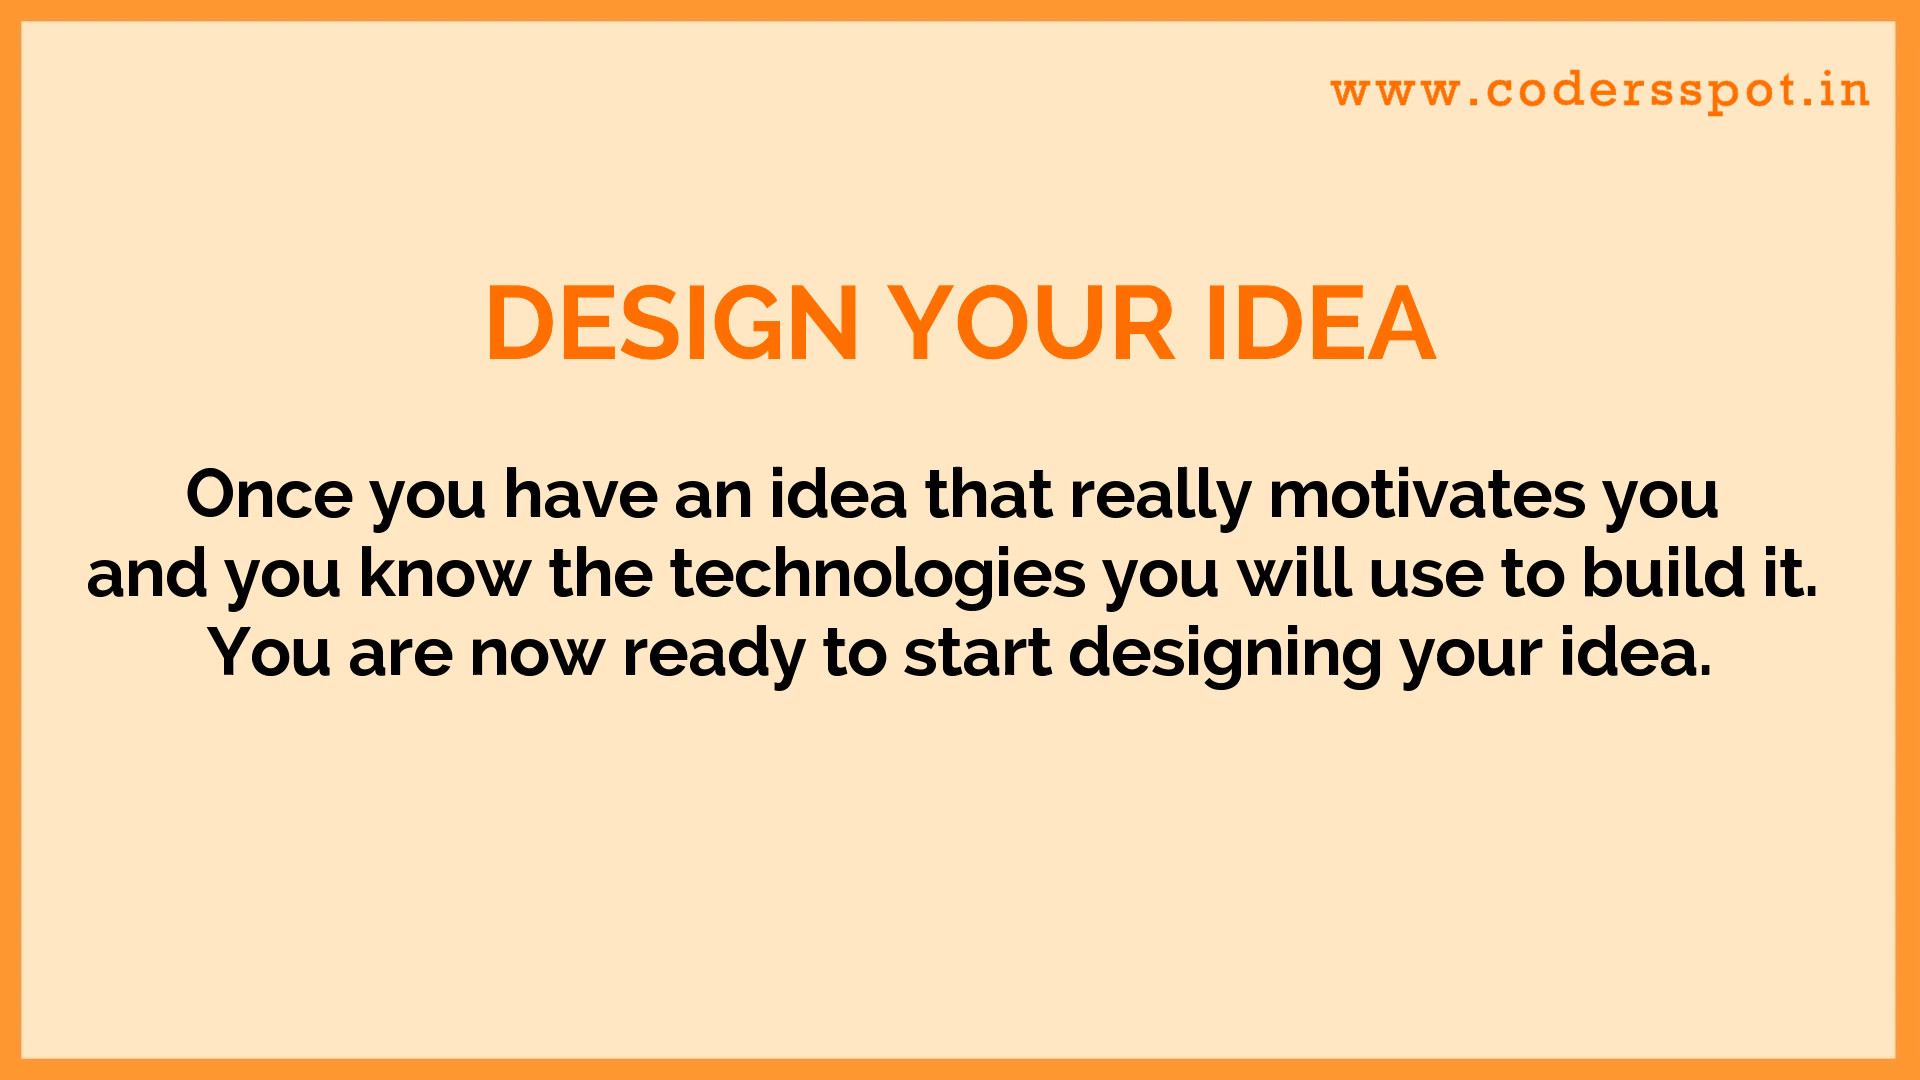 www.codersspot.in
DESIGN YOUR IDEA
Once you have an idea that really motivates you
and you know the technologies you will use to build it.
You are now ready to start designing your idea.